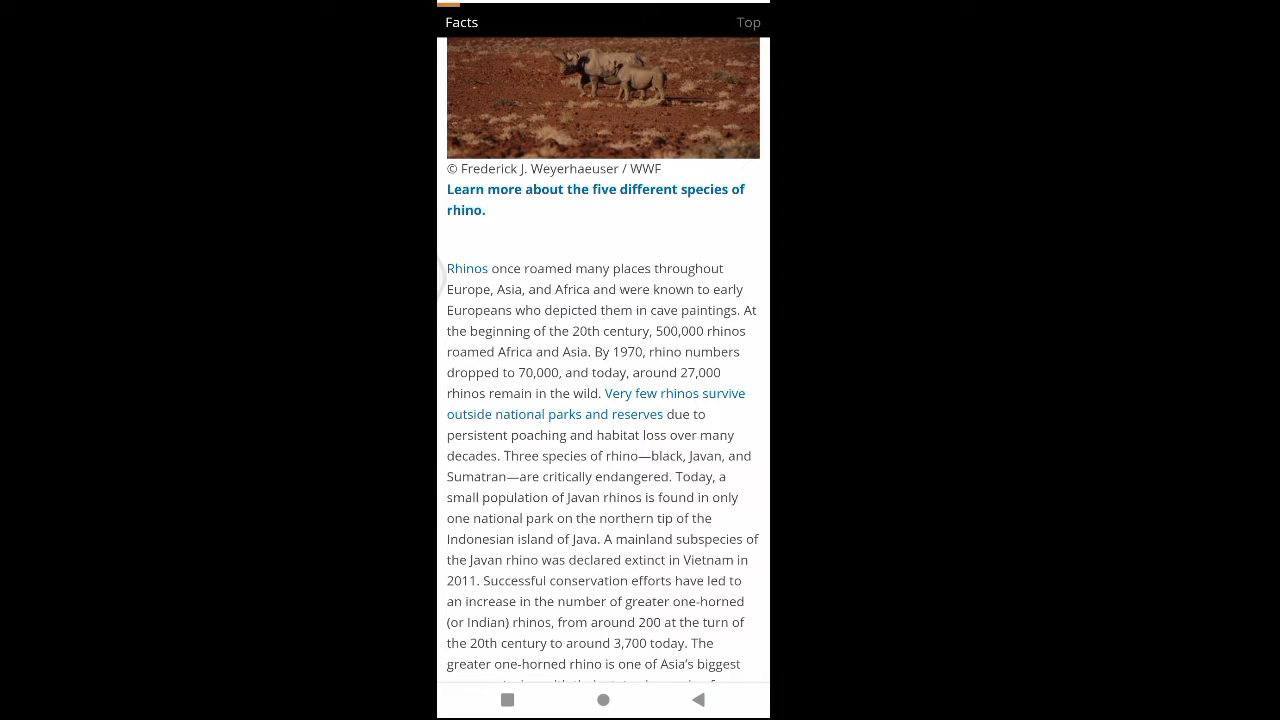 Facts
Top
© Frederick J. Weyerhaeuser / WWF
Learn more about the five different species of
rhino.
Rhinos once roamed many places throughout
Europe, Asia, and Africa and were known to early
Europeans who depicted them in cave paintings. At
the beginning of the 20th century, 500,000 rhinos
roamed Africa and Asia. By 1970, rhino numbers
dropped to 70,000, and today, around 27,000
rhinos remain in the wild. Very few rhinos survive
outside national parks and reserves due to
persistent poaching and habitat loss over many
decades. Three species of rhino—black, Javan, and
Sumatran—are critically endangered. Today, a
small population of Javan rhinos is found in only
one national park on the northern tip of the
Indonesian island of Java. A mainland subspecies of
the Javan rhino was declared extinct in Vietnam in
2011. Successful conservation efforts have led to
an increase in the number of greater one-horned
(or Indian) rhinos, from around 200 at the turn of
the 20th century to around 3,700 today. The
greater one-horned rhino is one of Asia’s biggest